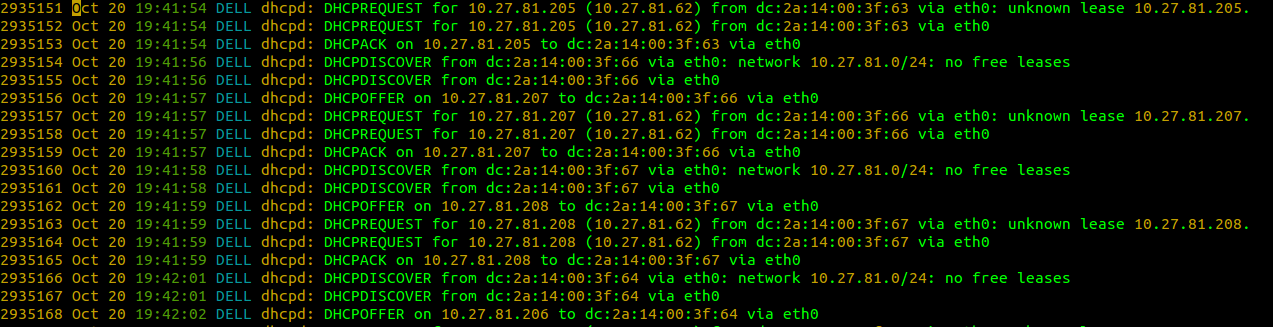 2935151 Oct 20 19:41:54 DELL dhcpd: DHCPREQUEST for 10.27.81.205 (10.27.81.62) from dc:2a:14:00:3f:63 via eth0: unknown lease 10.27.81.205.
2935152 Oct 20 19:41:54 DELL dhcpd: DHCPREQUEST for 10.27.81.205 (10.27.81.62) from dc:2a:14:00:3f:63 via eth0
2935153 Oct 20 19:41:54 DELL dhcpd: DHCPACK on 10.27.81.205 to dc:2a:14:00:3f:63 via eth0
2935154 Oct 20 19:41:56 DELL dhcpd: DHCPDISCOVER from dc:2a:14:00:3f:66 via eth0: network 10.27.81.0/24: no free leases
2935155 Oct 20 19:41:56 DELL dhcpd: DHCPDISCOVER from dc:2a:14:00:3f:66 via eth0
2935156 Oct 20 19:41:57 DELL dhcpd: DHCPOFFER on 10.27.81.207 to dc:2a:14:00:3f:66 via eth0
2935157 Oct 20 19:41:57 DELL dhcpd: DHCPREQUEST for 10.27.81.207 (10.27.81.62) from dc:2a:14:00:3f:66 via eth0: unknown lease 10.27.81.207.
2935158 Oct 20 19:41:57 DELL dhcpd: DHCPREQUEST for 10.27.81.207 (10.27.81.62) from dc:2a:14:00:3f:66 via eth0
2935159 Oct 20 19:41:57 DELL dhcpd: DHCPACK on 10.27.81.207 to dc:2a:14:00:3f:66 via eth0
2935160 Oct 20 19:41:58 DELL dhcpd: DHCPDISCOVER from dc:2a:14:00:3f:67 via eth0: network 10.27.81.0/24: no free leases
2935161 Oct 20 19:41:58 DELL dhcpd: DHCPDISCOVER from dc:2a:14:00:3f:67 via eth0
2935162 Oct 20 19:41:59 DELL dhcpd: DHCPOFFER on 10.27.81.208 to dc:2a:14:00:3f:67 via eth0
2935163 Oct 20 19:41:59 DELL dhcpd: DHCPREQUEST for 10.27.81.208 (10.27.81.62) from dc:2a:14:00:3f:67 via eth0: unknown lease 10.27.81.208.
2935164 Oct 20 19:41:59 DELL dhcpd: DHCPREQUEST for 10.27.81.208 (10.27.81.62) from dc:2a:14:00:3f:67 via eth0
2935165 Oct 20 19:41:59 DELL dhcpd: DHCPACK on 10.27.81.208 to dc:2a:14:00:3f:67 via eth0
2935166 Oct 20 19:42:01 DELL dhcpd: DHCPDISCOVER from dc:2a:14:00:3f:64 via eth0: network 10.27.81.0/24: no free leases
2935167 Oct 20 19:42:01 DELL dhcpd: DHCPDISCOVER from dc:2a:14:00:3f:64 via eth0
2935168 Oct 20 19:42:02 DELL dhcpd: DHCPOFFER on 10.27.81.206 to dc:2a:14:00:3f:64 via eth0